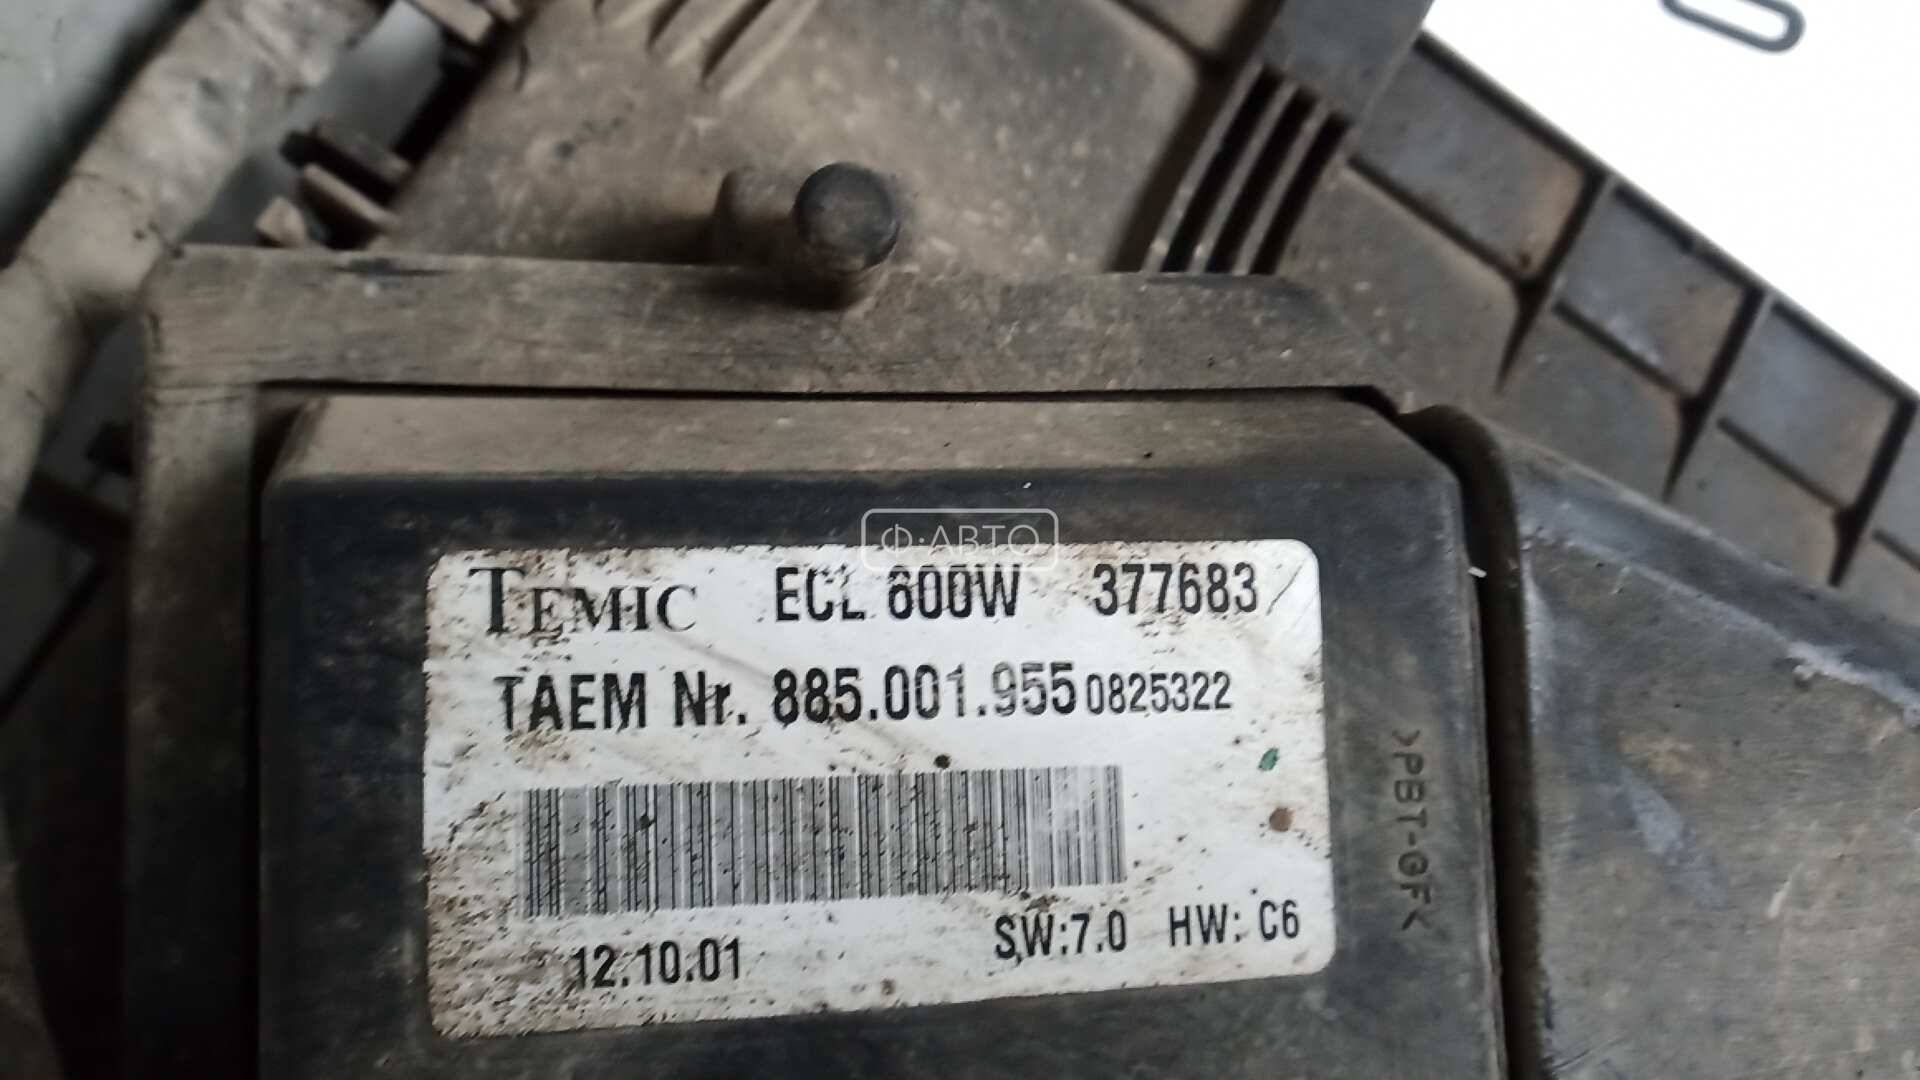 Ф·АВТО
TEMIC ECL 600W 377683
TAEM Nr. 885.001.955 0825322
12.10.01 SW:7.0 HW: C6
>PBT-GF<